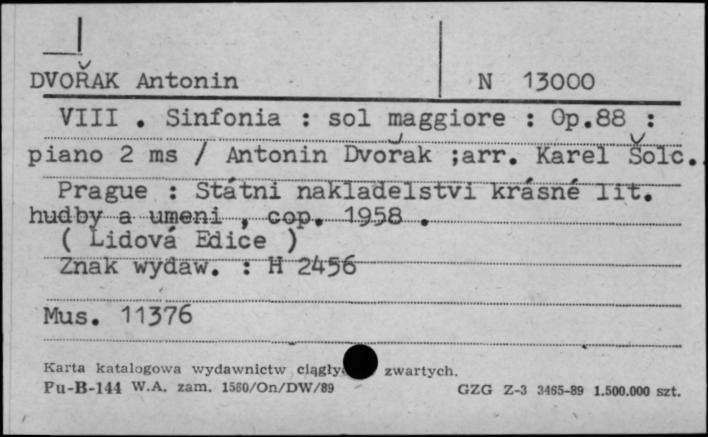 DVOŘAK Antonin N 13000
VIII . Sinfonia : sol maggiore : Op.88 :
piano 2 ms / Antonin Dvořak ;arr. Karel Šolc.
Prague : Státni nakladelstvi krásné lit.
hudby a umeni , cop. 1958 .
( Lidová Edice )
Znak wydaw. : H 2456
Mus. 11376
Karta katalogowa wydawnictw ciągły zwartych.
Pu-B-144 W.A. zam. 1560/On/DW/89 GZG Z-3 3465-89 1.500.000 szt.